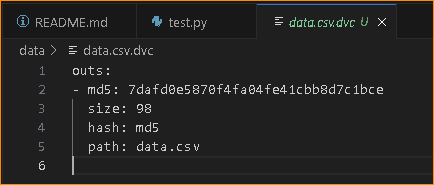 README.md test.py data.csv.dvc U
data > data.csv.dvc
1 outs:
2 - md5: 7dafd0e5870f4fa04fe41cbb8d7c1bce
3 size: 98
4 hash: md5
5 path: data.csv
6